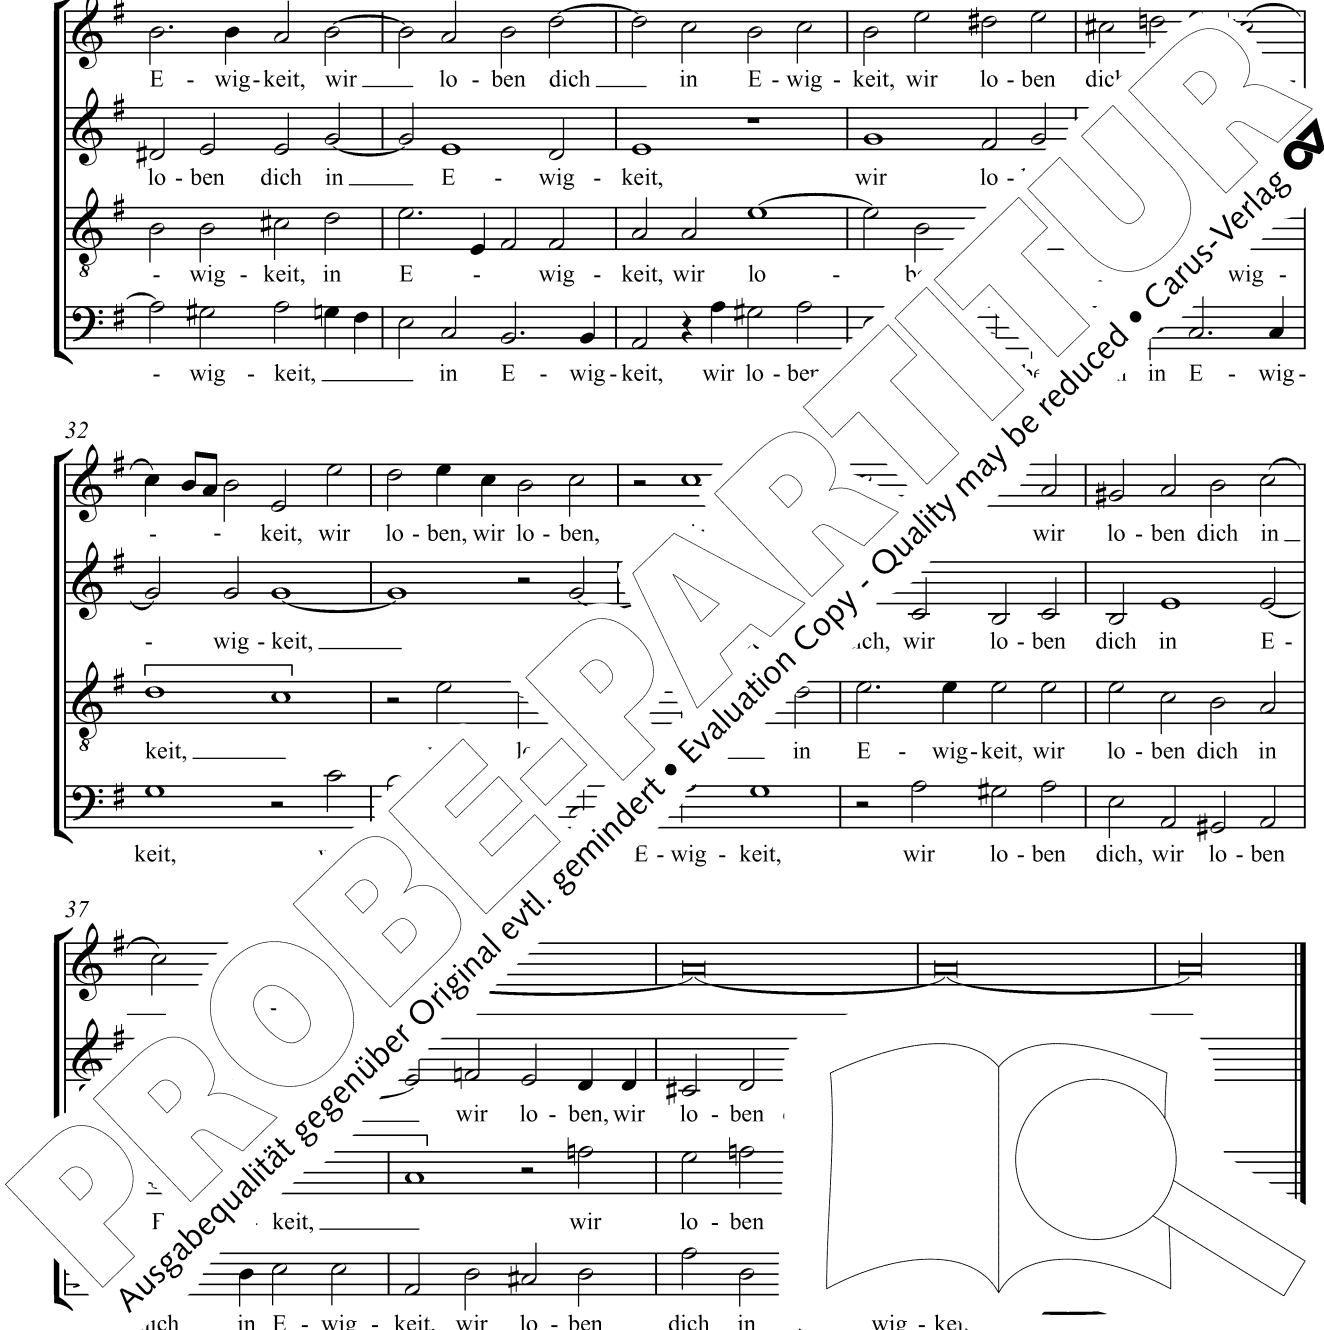 E - wig-keit, wir lo - ben dich in E - wig - keit, wir lo - ben
lo - ben dich in E - wig - keit, wir lo -
- wig - keit, in E - wig - keit, wir lo - wig -
- wig - keit, in E - wig-keit, wir lo - in E - wig-
32
- - keit, wir lo - ben, wir lo - ben, wir lo - ben dich in
- wig - keit, wir lo - ben dich in E -
keit, in E - wig-keit, wir lo - ben dich in
keit, E - wig - keit, wir lo - ben dich, wir lo - ben
37
-
wir lo - ben, wir lo - ben
keit, wir lo - ben
in E - wig - keit, wir lo - ben dich in wig - keit,
PROBE-PARTITUR
Ausgabequalität gegenüber Original evtl. gemindert • Evaluation Copy - Quality may be reduced • Carus-Verlag